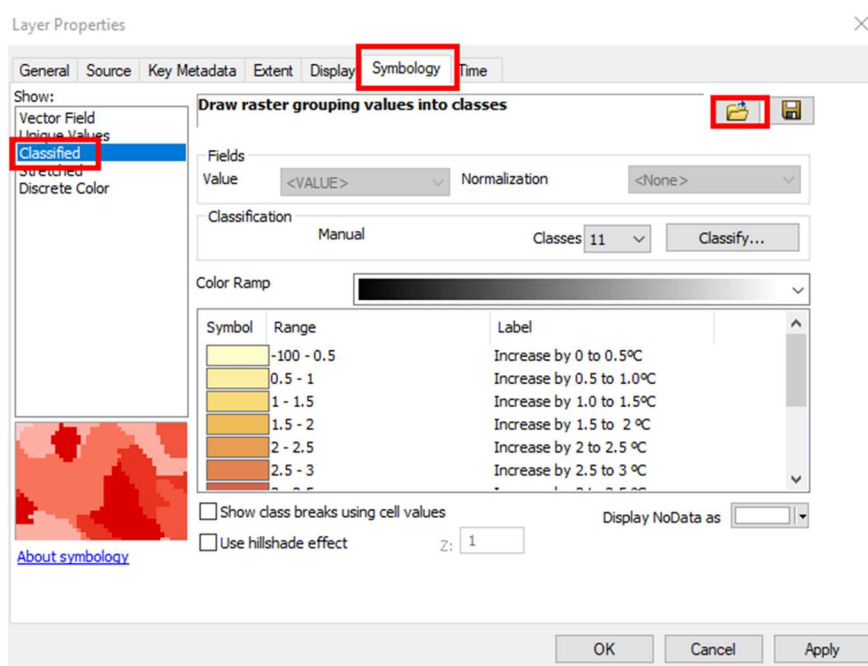 Layer Properties
General Source Key Metadata Extent Display Symbology Time
Show:
Vector Field
Unique Values
Classified
Stretched
Discrete Color
About symbology
Draw raster grouping values into classes
Fields
Value <VALUE> Normalization <None>
Classification
Manual Classes 11 Classify...
Color Ramp
Symbol Range Label
-100 - 0.5 Increase by 0 to 0.5ºC
0.5 - 1 Increase by 0.5 to 1.0ºC
1 - 1.5 Increase by 1.0 to 1.5ºC
1.5 - 2 Increase by 1.5 to  2 ºC
2 - 2.5 Increase by 2 to 2.5 ºC
2.5 - 3 Increase by 2.5 to 3 ºC
Show class breaks using cell values
Display NoData as
Use hillshade effect Z: 1
OK Cancel Apply